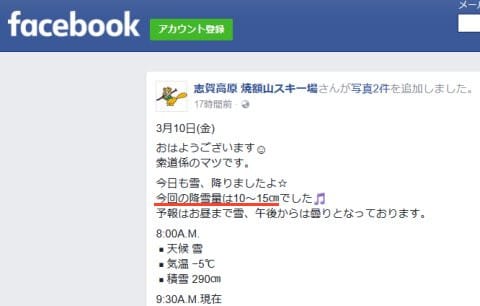 facebook
アカウント登録
メール
志賀高原 焼額山スキー場さんが写真2件を追加しました。
17時間前·
3月10日(金)
おはようございます☺
索道係のマツです。
今日も雪、降りましたよ☆
今回の降雪量は10～15㎝でした🎵
予報はお昼まで雪、午後からは曇りとなっております。
8:00A.M.
▪天候 雪
▪気温 −5℃
▪積雪 290㎝
9:30A.M.現在